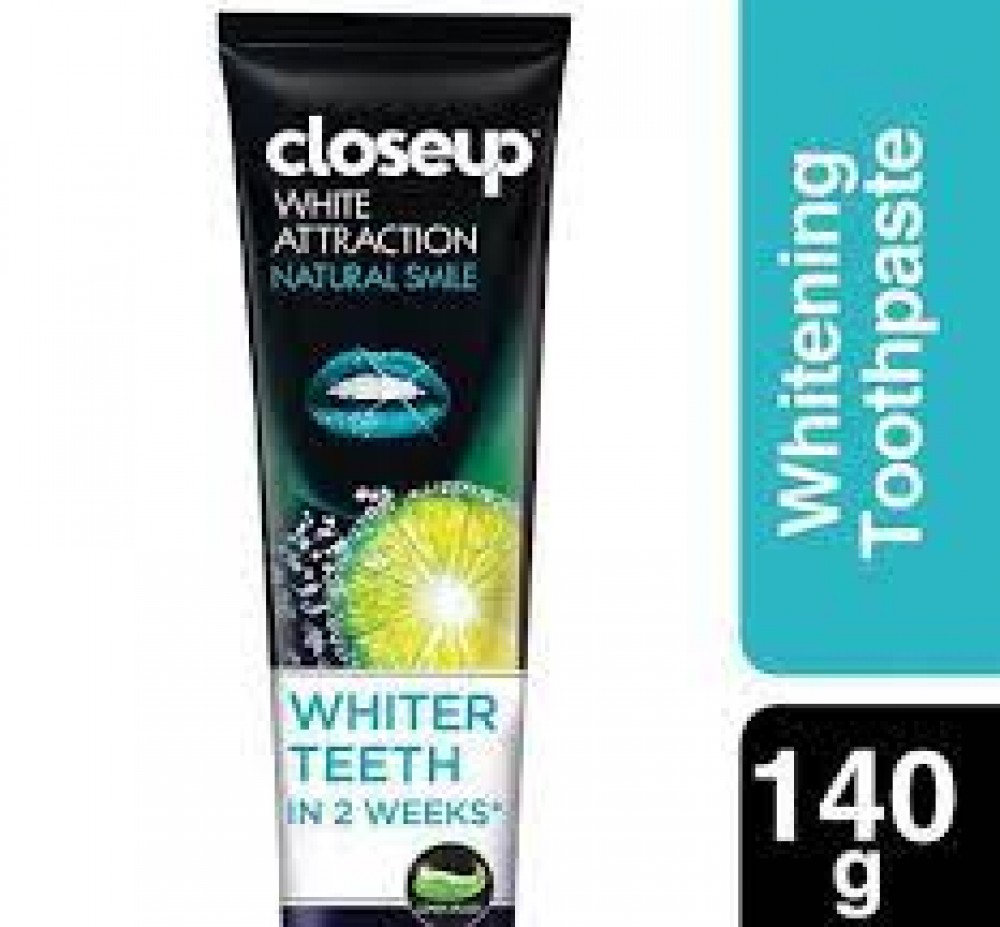 closeup
WHITE
ATTRACTION
NATURAL SMILE
WHITER
TEETH
IN 2 WEEKS*
Whitening
Toothpaste
140
g